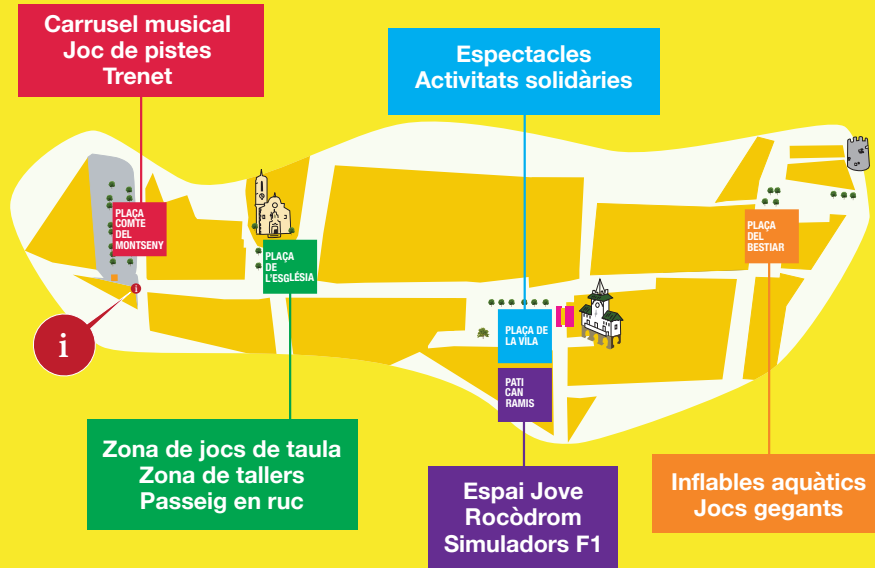 Carrusel musical
Joc de pistes
Trenet
Espectacles
Activitats solidàries
PLAÇA
COMTE
DEL
MONTSENY
PLAÇA
DE
L'ESGLÉSIA
PLAÇA
DEL
BESTIAR
i
i
PLAÇA DE
LA VILA
PATI
CAN
RAMIS
Zona de jocs de taula
Zona de tallers
Passeig en ruc
Espai Jove
Rocòdrom
Simuladors F1
Inflables aquàtics
Jocs gegants